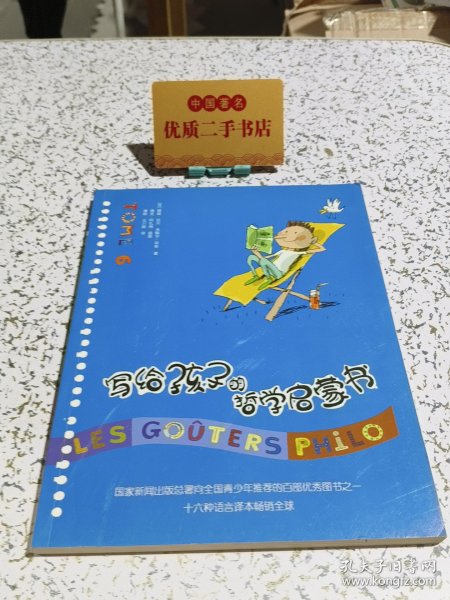 中国著名
优质二手书店
TOME 6
写给孩子的
哲学启蒙书
LES GOÛTERS PHILO
国家新闻出版总署向全国青少年推荐的百部优秀图书之一
十六种语言译本畅销全球
孔夫子旧书网
kongfz.com